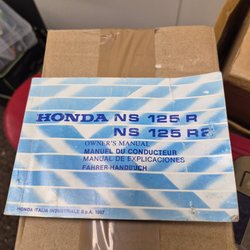 HONDA NS 125 R
NS 125 RF
OWNER'S MANUAL
MANUEL DU CONDUCTEUR
MANUAL DE EXPLICACIONES
FAHRER-HANDBUCH
HONDA ITALIA INDUSTRIALE S.p.A. 1987